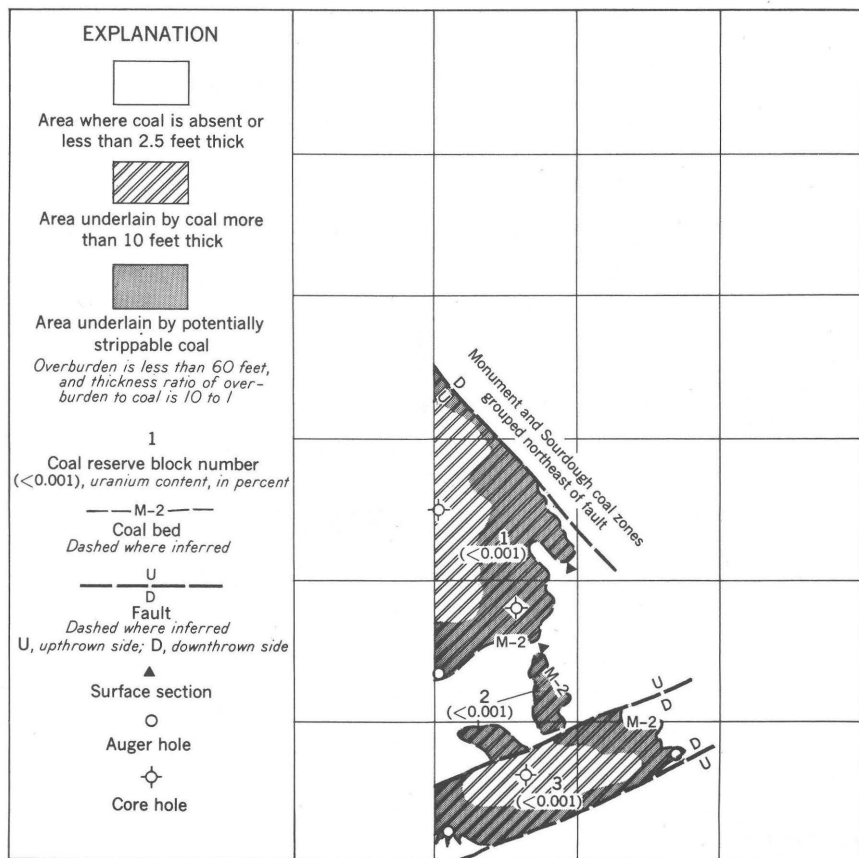 EXPLANATION
Area where coal is absent or
less than 2.5 feet thick
Area underlain by coal more
than 10 feet thick
Area underlain by potentially
strippable coal
Overburden is less than 60 feet,
and thickness ratio of over-
burden to coal is 10 to 1
1
Coal reserve block number
(<0.001), uranium content, in percent
M-2
Coal bed
Dashed where inferred
U
D
Fault
Dashed where inferred
U, upthrown side; D, downthrown side
Surface section
Auger hole
Core hole
D
U
Monument and Sourdough coal zones
grouped northeast of fault
1
(<0.001)
M-2
M-2
2
(<0.001)
U
D
M-2
D
U
3
(<0.001)